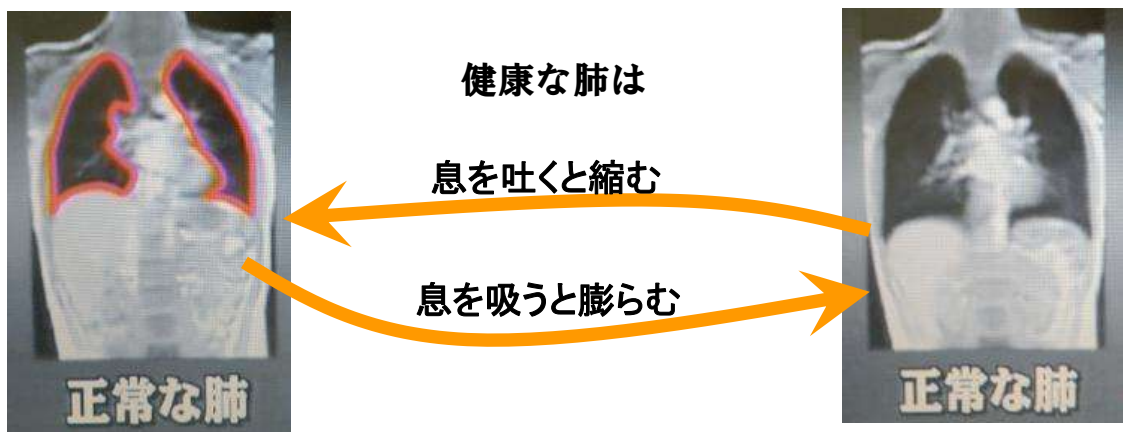 健康な肺は
息を吐くと縮む
息を吸うと膨らむ
正常な肺
正常な肺